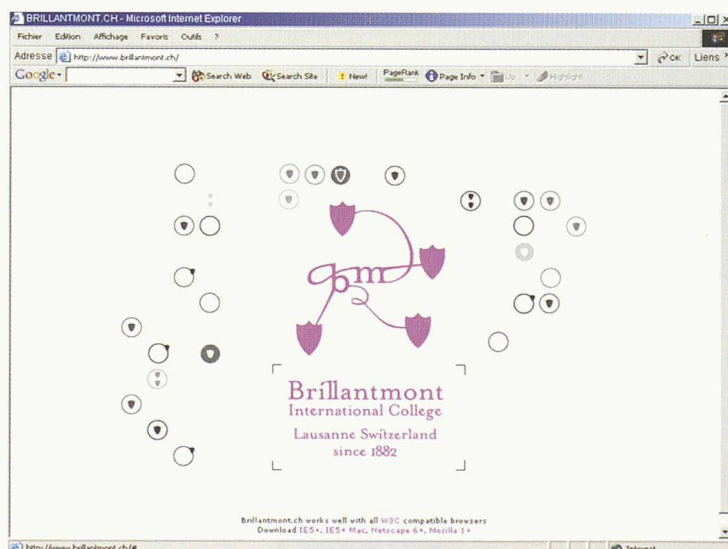 BRILLANTMONT.CH - Microsoft Internet Explorer
Fichier Edition Affichage Favoris Outils ?
Adresse http://www.brillantmont.ch/ OK Liens »
Google Search Web Search Site New! PageRank Page Info Up Highlight
bm
Brillantmont
International College
Lausanne Switzerland
since 1882
Brillantmont.ch works well with all W3C compatible browsers
Download IE5+, IE5+ Mac, Netscape 6+, Mozilla 1+
http://www.brillantmont.ch/# Internet